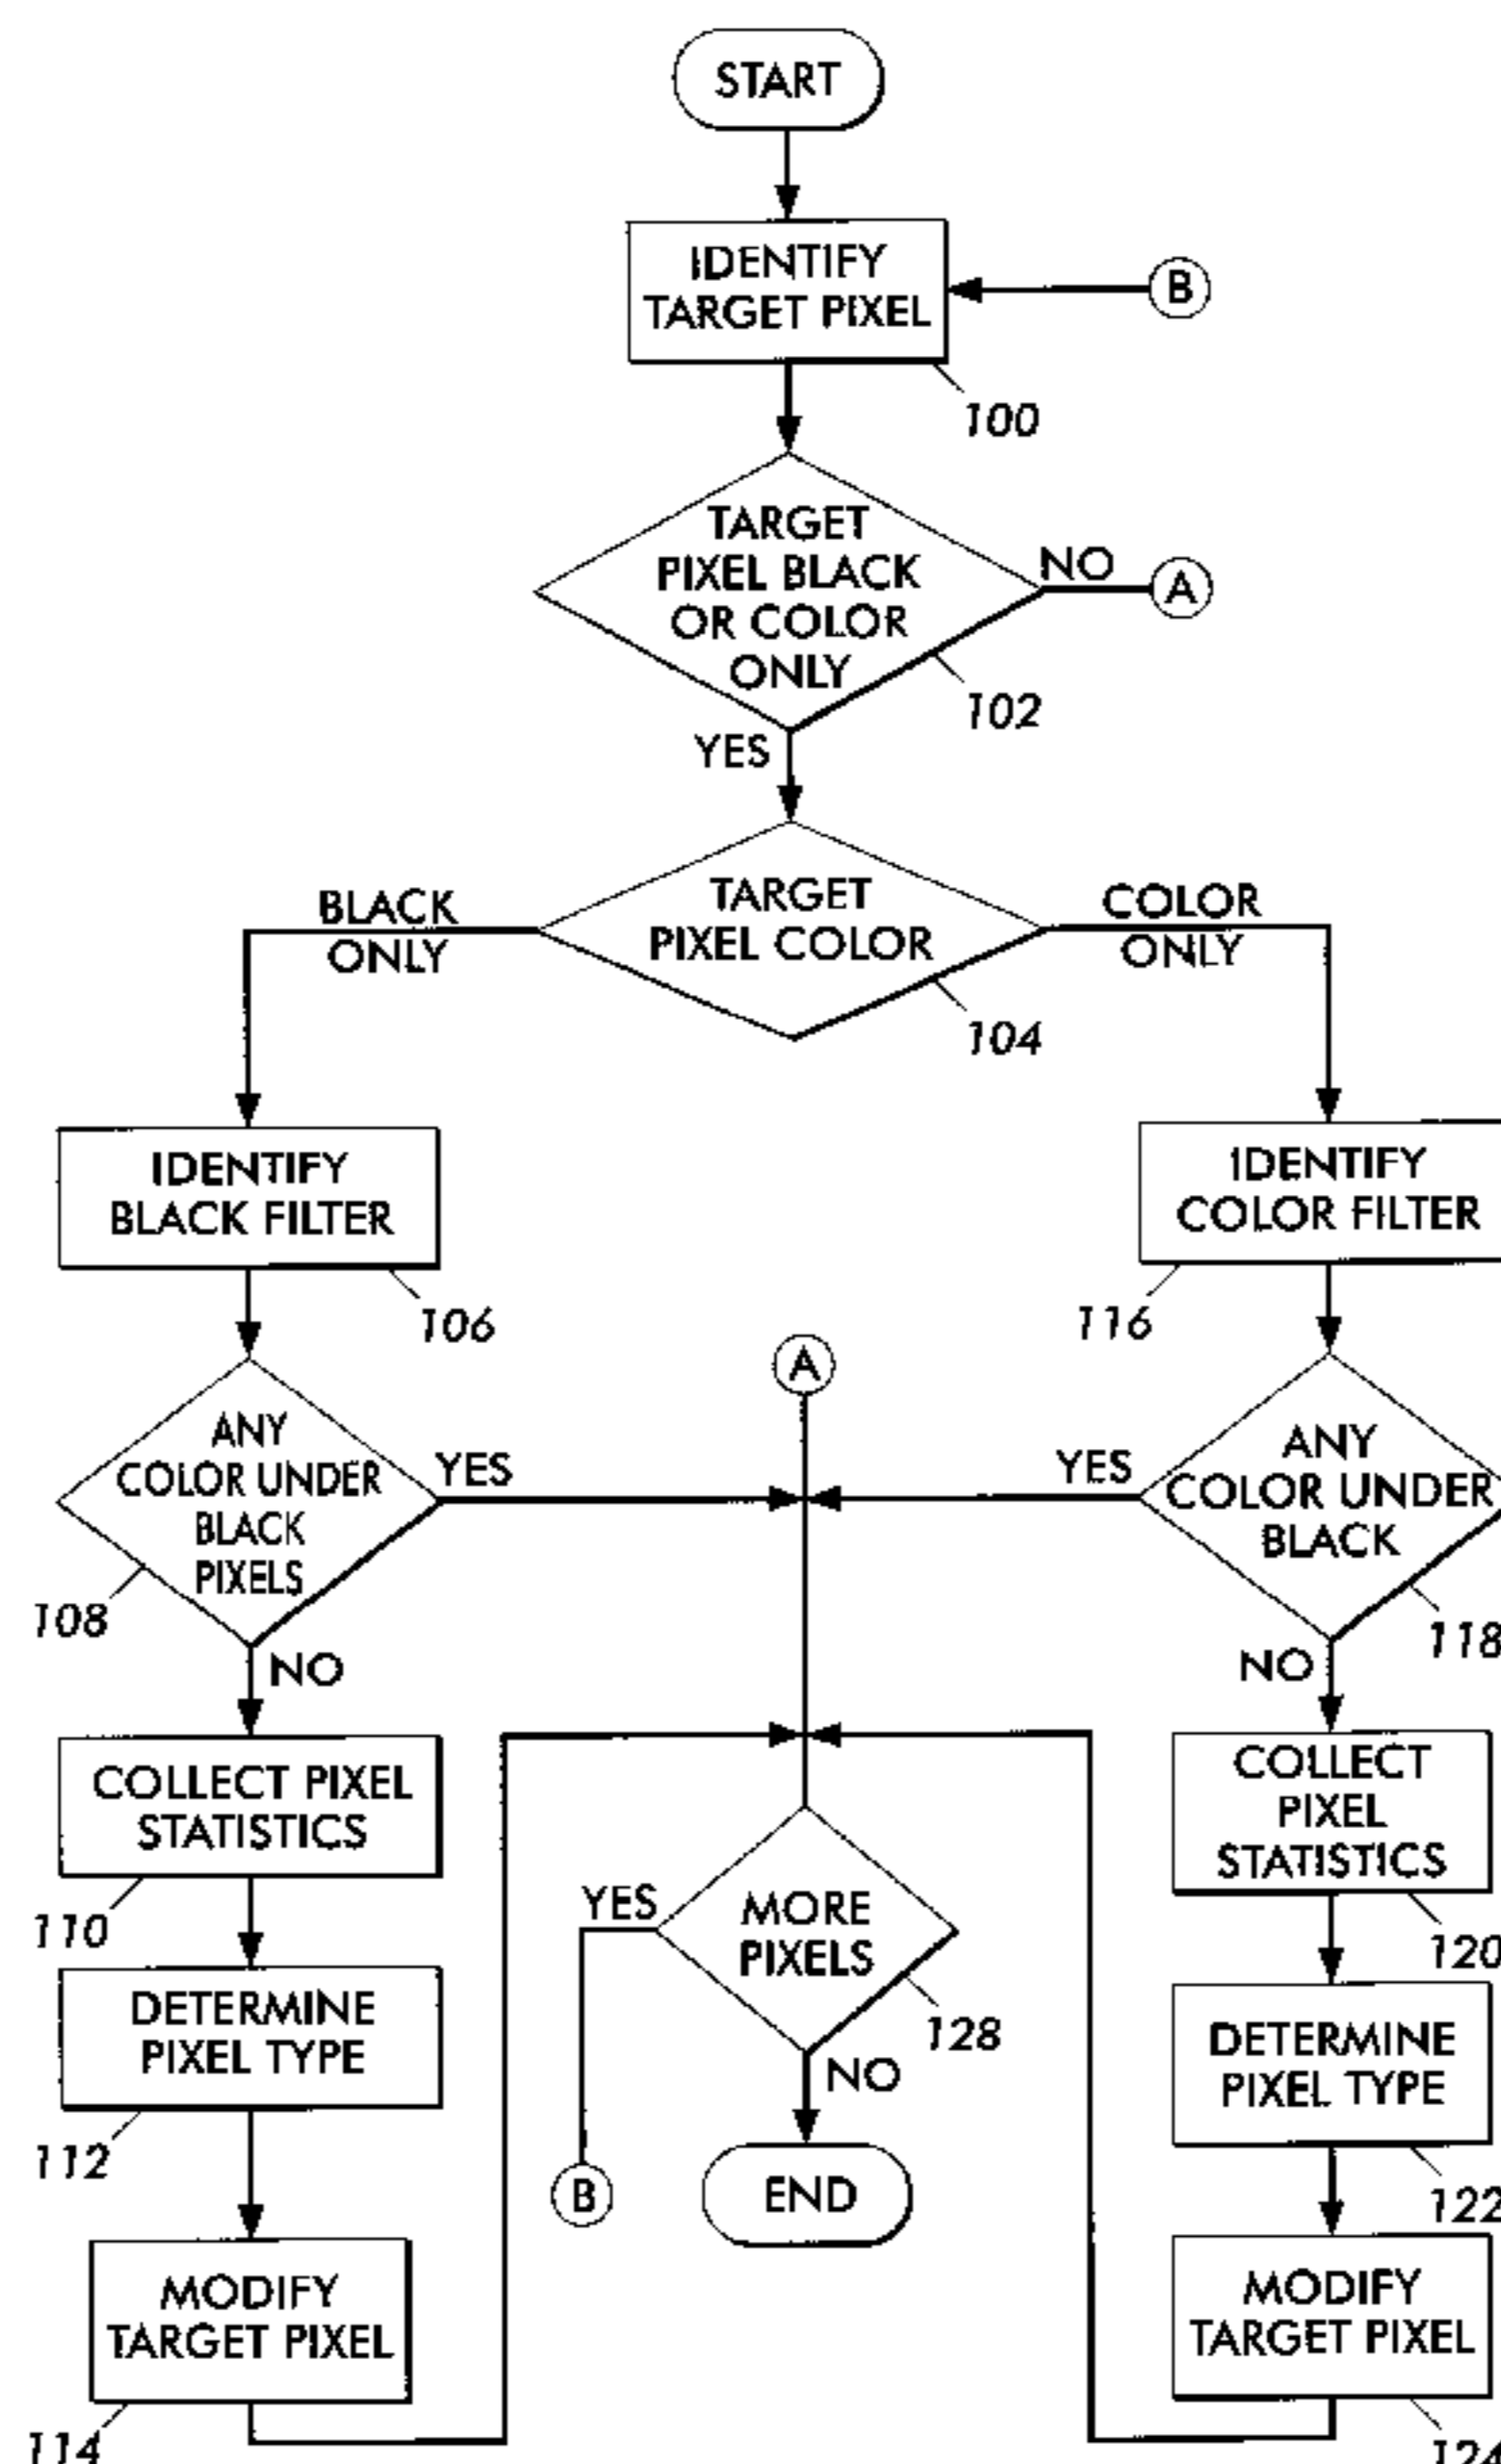 START
IDENTIFY
TARGET PIXEL
B
100
TARGET
PIXEL BLACK
OR COLOR
ONLY
NO
A
102
YES
TARGET
PIXEL COLOR
BLACK
ONLY
COLOR
ONLY
104
IDENTIFY
BLACK FILTER
106
IDENTIFY
COLOR FILTER
116
A
ANY
COLOR UNDER
BLACK
PIXELS
YES
108
NO
YES
ANY
COLOR UNDER
BLACK
118
NO
COLLECT PIXEL
STATISTICS
110
COLLECT
PIXEL
STATISTICS
120
DETERMINE
PIXEL TYPE
112
YES
MORE
PIXELS
128
NO
B
END
DETERMINE
PIXEL TYPE
122
MODIFY
TARGET PIXEL
114
MODIFY
TARGET PIXEL
124